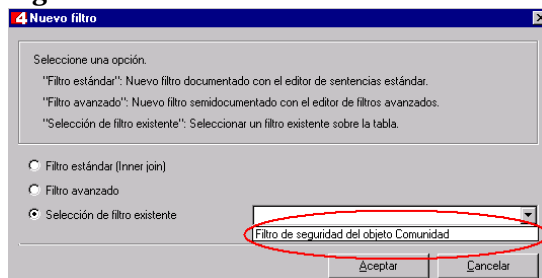 4 Nuevo filtro
Seleccione una opción.
"Filtro estándar": Nuevo filtro documentado con el editor de sentencias estándar.
"Filtro avanzado": Nuevo filtro semidocumentado con el editor de filtros avanzados.
"Selección de filtro existente": Seleccionar un filtro existente sobre la tabla.
Filtro estándar (Inner join)
Filtro avanzado
Selección de filtro existente
Filtro de seguridad del objeto Comunidad
Aceptar Cancelar